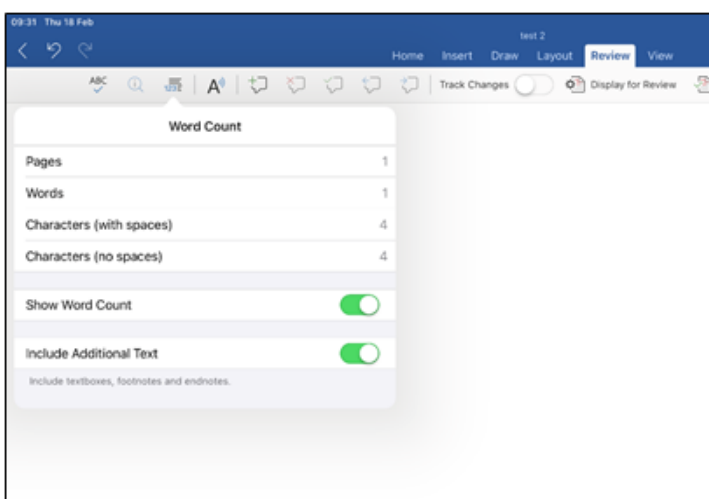 09:31 Thu 18 Feb
test 2
Home Insert Draw Layout Review View
ABC A Track Changes Display for Review
Word Count
Pages 1
Words 1
Characters (with spaces) 4
Characters (no spaces) 4
Show Word Count
Include Additional Text
Include textboxes, footnotes and endnotes.